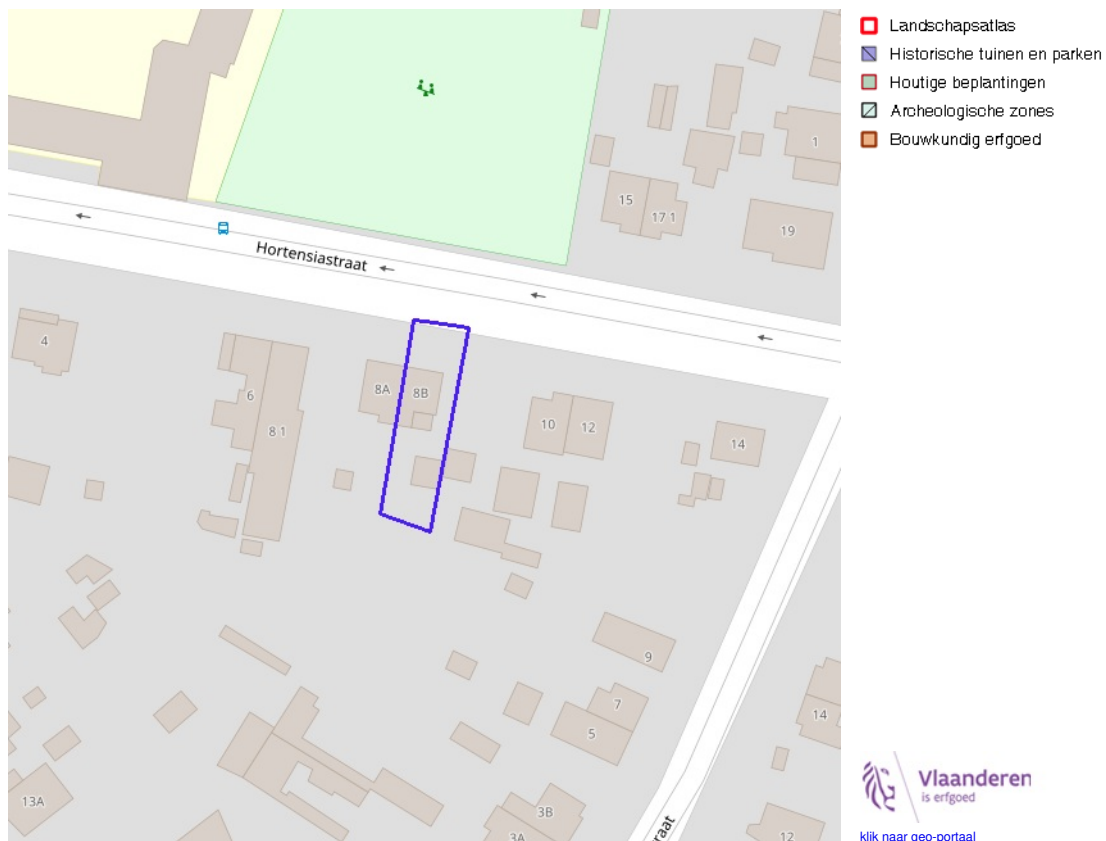 Landschapsatlas
Historische tuinen en parken
Houtige beplantingen
Archeologische zones
Bouwkundig erfgoed
1
15
17 1
19
Hortensiastraat
4
6
8 1
8A
8B
10
12
14
9
7
5
14
13A
3B
3A
12
raat
Vlaanderen
is erfgoed
klik naar geo-portaal